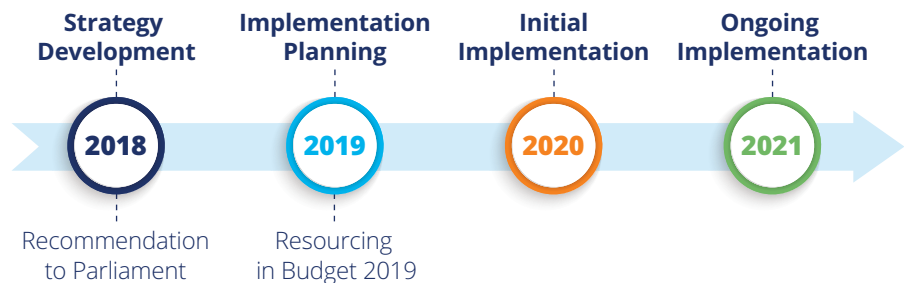 Strategy
Development
Implementation
Planning
Initial
Implementation
Ongoing
Implementation
2018
2019
2020
2021
Recommendation
to Parliament
Resourcing
in Budget 2019